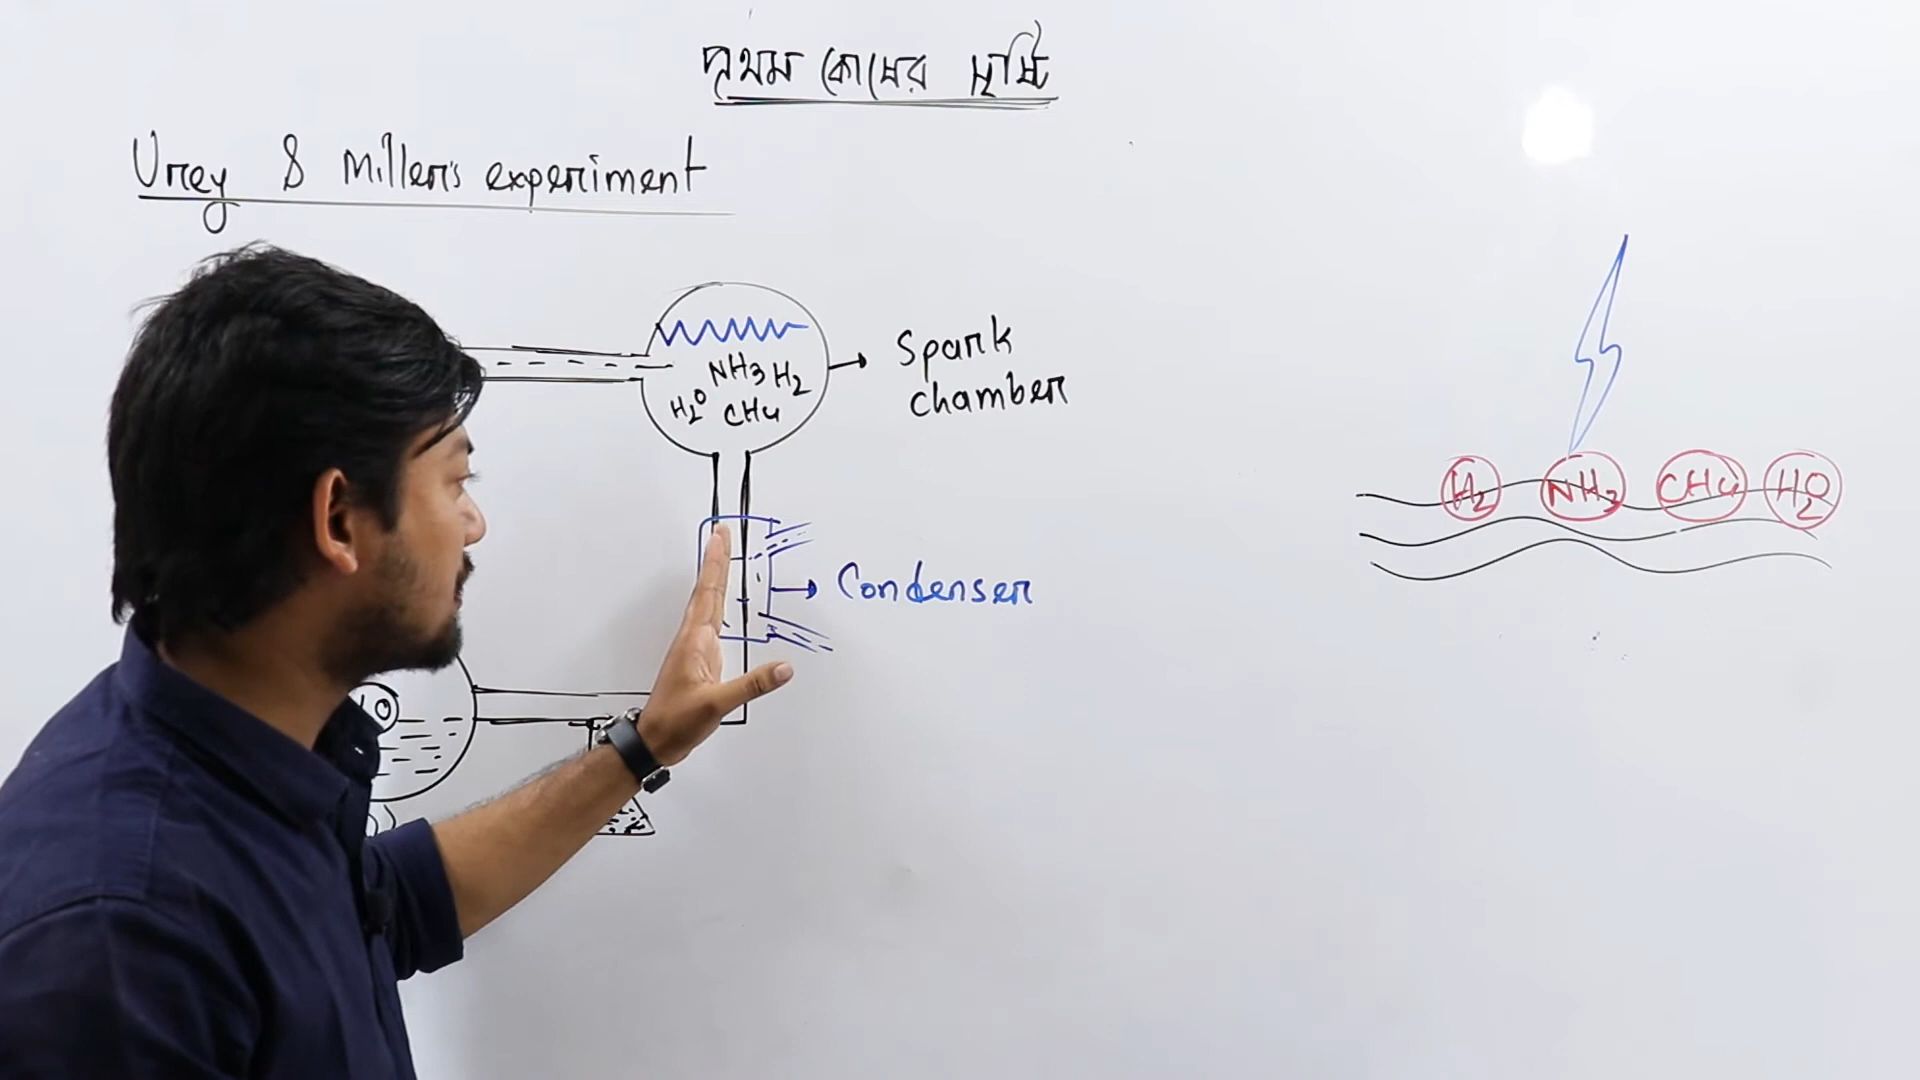 প্রথম কোষের সৃষ্টি
Urey & Miller's experiment
NH3 H2
H2O CH4
Spark
chamber
Condenser
H2 NH3 CH4 H2O